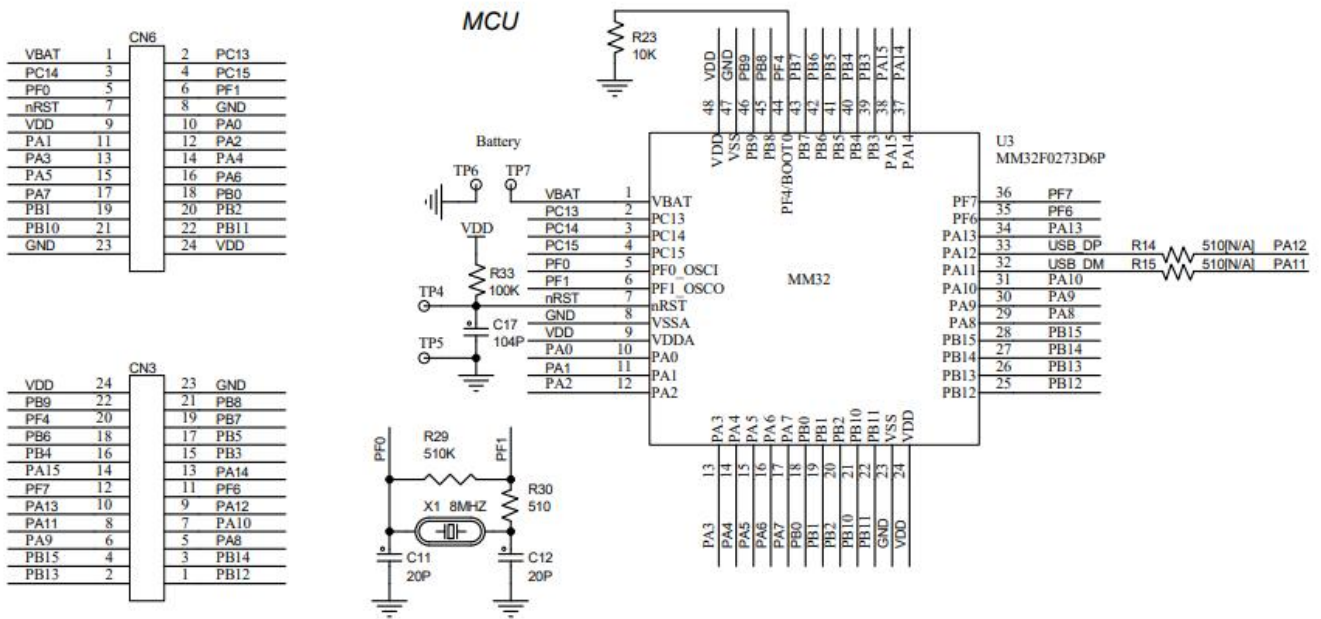 MCU
CN6
VBAT 1 2 PC13
PC14 3 4 PC15
PF0 5 6 PF1
nRST 7 8 GND
VDD 9 10 PA0
PA1 11 12 PA2
PA3 13 14 PA4
PA5 15 16 PA6
PA7 17 18 PB0
PB1 19 20 PB2
PB10 21 22 PB11
GND 23 24 VDD
CN3
VDD 24 23 GND
PB9 22 21 PB8
PF4 20 19 PB7
PB6 18 17 PB5
PB4 16 15 PB3
PA15 14 13 PA14
PF7 12 11 PF6
PA13 10 9 PA12
PA11 8 7 PA10
PA9 6 5 PA8
PB15 4 3 PB14
PB13 2 1 PB12
R23
10K
Battery
TP6 TP7
VDD
R33
100K
TP4
C17
104P
TP5
PF0 PF1
R29
510K
R30
510
X1 8MHZ
C11
20P
C12
20P
U3
MM32F0273D6P
MM32
VDD GND PB9 PB8 PF4 PB7 PB6 PB5 PB4 PB3 PA15 PA14
48 47 46 45 44 43 42 41 40 39 38 37
VDD VSS PB9 PB8 PF4/BOOT0 PB7 PB6 PB5 PB4 PB3 PA15 PA14
VBAT 1 VBAT
PC13 2 PC13
PC14 3 PC14
PC15 4 PC15
PF0 5 PF0_OSCI
PF1 6 PF1_OSCO
nRST 7 nRST
GND 8 VSSA
VDD 9 VDDA
PA0 10 PA0
PA1 11 PA1
PA2 12 PA2
PF7 36 PF7
PF6 35 PF6
PA13 34 PA13
PA12 33 USB_DP R14 510[N/A] PA12
PA11 32 USB_DM R15 510[N/A] PA11
PA10 31 PA10
PA9 30 PA9
PA8 29 PA8
PB15 28 PB15
PB14 27 PB14
PB13 26 PB13
PB12 25 PB12
PA3 PA4 PA5 PA6 PA7 PB0 PB1 PB2 PB10 PB11 VSS VDD
13 14 15 16 17 18 19 20 21 22 23 24
PA3 PA4 PA5 PA6 PA7 PB0 PB1 PB2 PB10 PB11 GND VDD